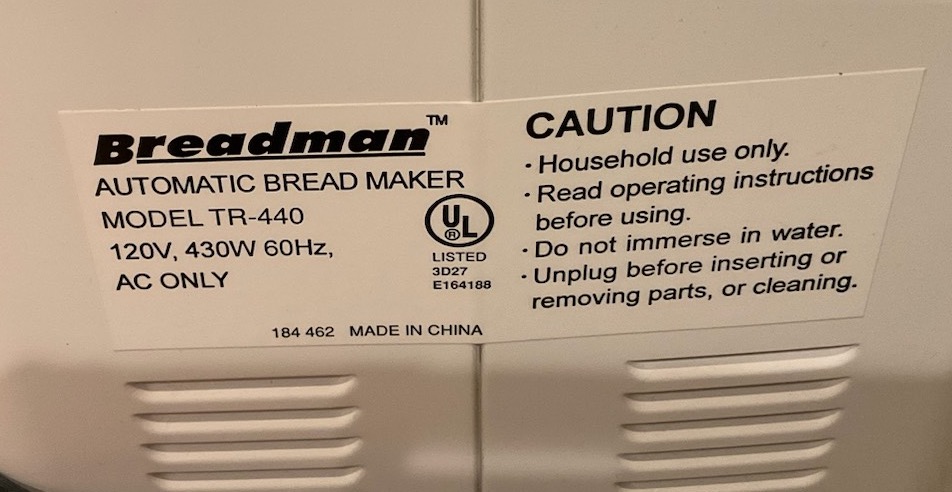 Breadman™
AUTOMATIC BREAD MAKER
MODEL TR-440
120V, 430W 60Hz,
AC ONLY
UL®
LISTED
3D27
E164188
184 462 MADE IN CHINA
CAUTION
· Household use only.
· Read operating instructions
before using.
· Do not immerse in water.
· Unplug before inserting or
removing parts, or cleaning.